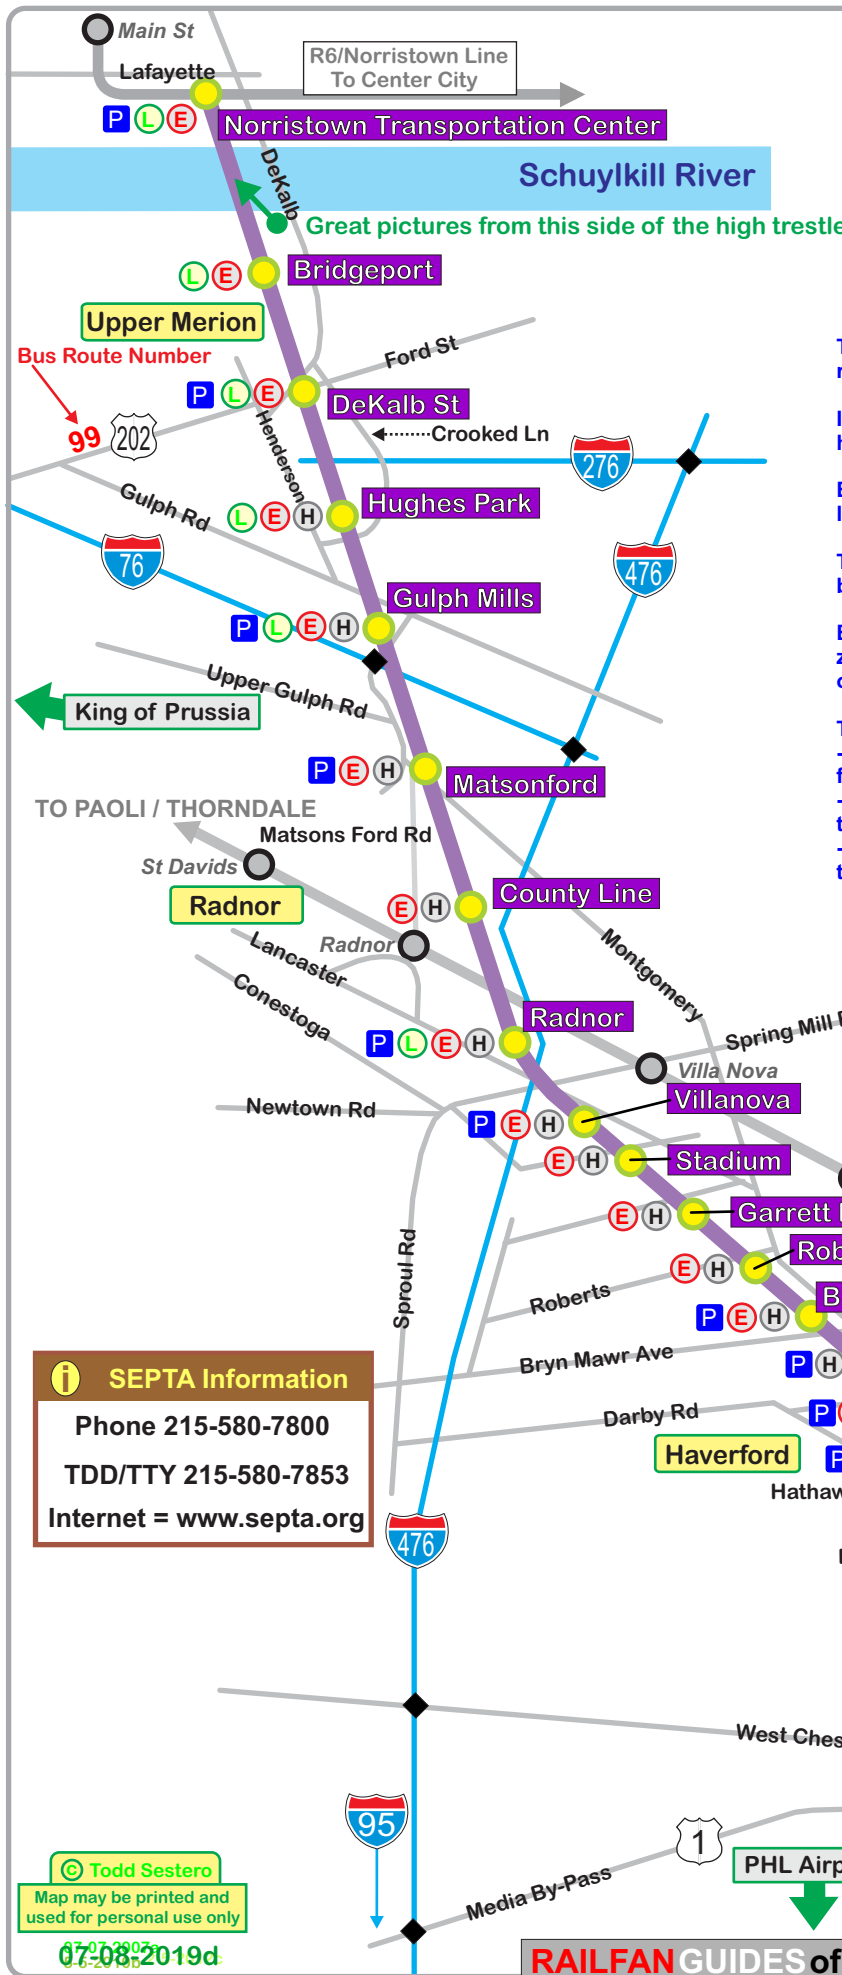 Main St
R6/Norristown Line
To Center City
Lafayette
P L E
Norristown Transportation Center
Schuylkill River
DeKalb
Great pictures from this side of the high trestle
L E
Bridgeport
Upper Merion
Bus Route Number
Ford St
P L E
DeKalb St
99
202
Henderson
Crooked Ln
276
Gulph Rd
L E H
Hughes Park
76
476
P L E H
Gulph Mills
Upper Gulph Rd
King of Prussia
P E H
Matsonford
TO PAOLI / THORNDALE
Matsons Ford Rd
St Davids
Radnor
E H
County Line
Radnor
Lancaster
Conestoga
Montgomery
P L E H
Radnor
Spring Mill
Villa Nova
Newtown Rd
P E H
Villanova
E H
Stadium
E H
Garrett
Sproul Rd
E H
Rob
Roberts
P E H
B
Bryn Mawr Ave
P H
Darby Rd
P
Haverford
P
Hathaw
i SEPTA Information
Phone 215-580-7800
TDD/TTY 215-580-7853
Internet = www.septa.org
476
West Ches
95
1
Media By-Pass
PHL Airp
© Todd Sestero
Map may be printed and
used for personal use only
07-08-2019d
RAILFAN GUIDES of